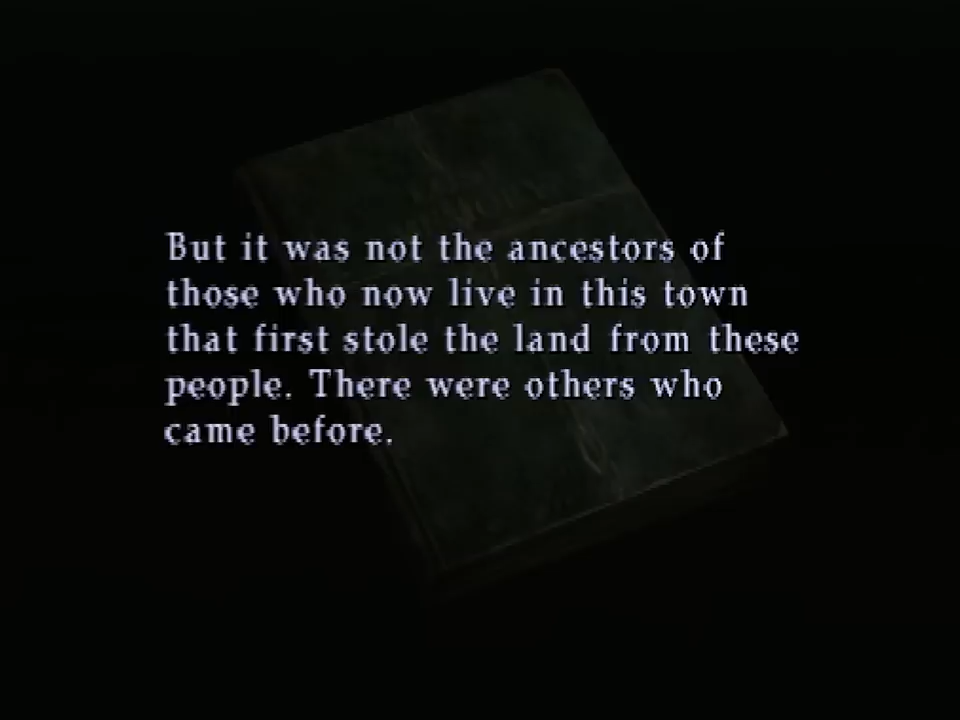 But it was not the ancestors of
those who now live in this town
that first stole the land from these
people. There were others who
came before.